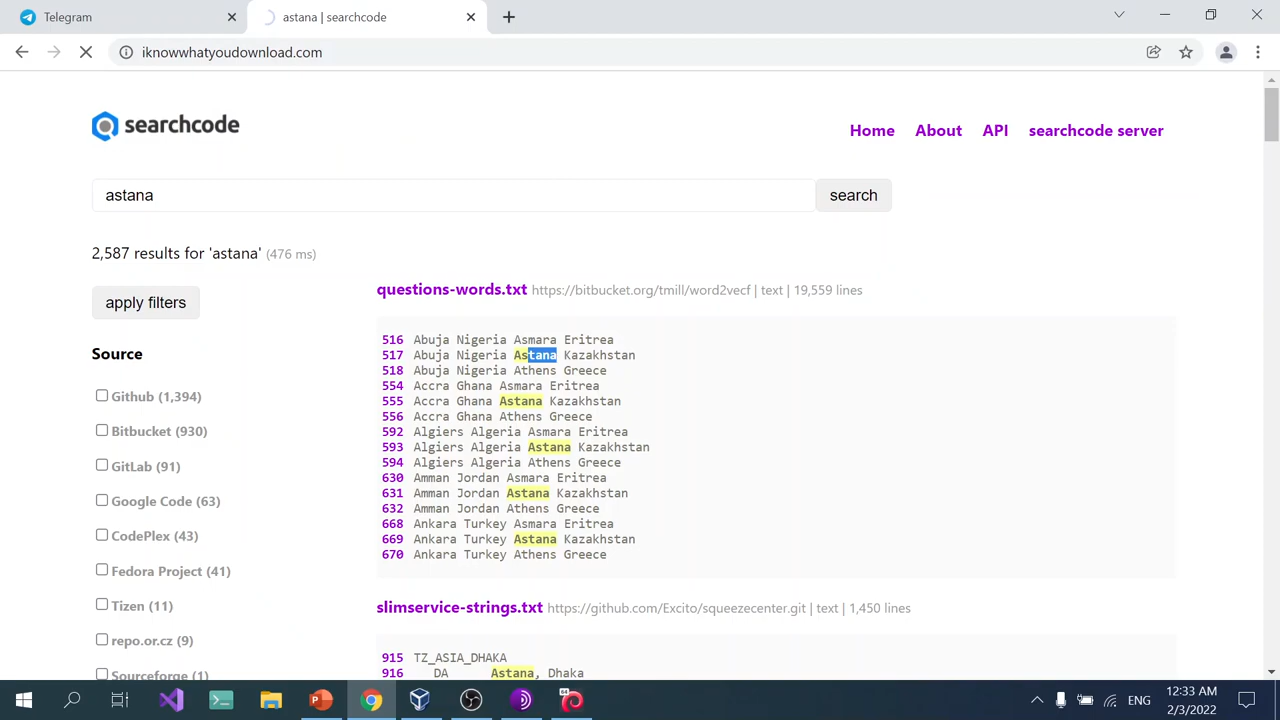 Telegram
astana | searchcode
iknowwhatyoudownload.com
searchcode
Home About API searchcode server
astana
search
2,587 results for 'astana' (476 ms)
apply filters
Source
Github (1,394)
Bitbucket (930)
GitLab (91)
Google Code (63)
CodePlex (43)
Fedora Project (41)
Tizen (11)
repo.or.cz (9)
Sourceforge (1)
questions-words.txt https://bitbucket.org/tmill/word2vecf | text | 19,559 lines
516 Abuja Nigeria Asmara Eritrea
517 Abuja Nigeria Astana Kazakhstan
518 Abuja Nigeria Athens Greece
554 Accra Ghana Asmara Eritrea
555 Accra Ghana Astana Kazakhstan
556 Accra Ghana Athens Greece
592 Algiers Algeria Asmara Eritrea
593 Algiers Algeria Astana Kazakhstan
594 Algiers Algeria Athens Greece
630 Amman Jordan Asmara Eritrea
631 Amman Jordan Astana Kazakhstan
632 Amman Jordan Athens Greece
668 Ankara Turkey Asmara Eritrea
669 Ankara Turkey Astana Kazakhstan
670 Ankara Turkey Athens Greece
slimservice-strings.txt https://github.com/Excito/squeezecenter.git | text | 1,450 lines
915 TZ_ASIA_DHAKA
916 DA Astana, Dhaka
64
ENG
12:33 AM
2/3/2022